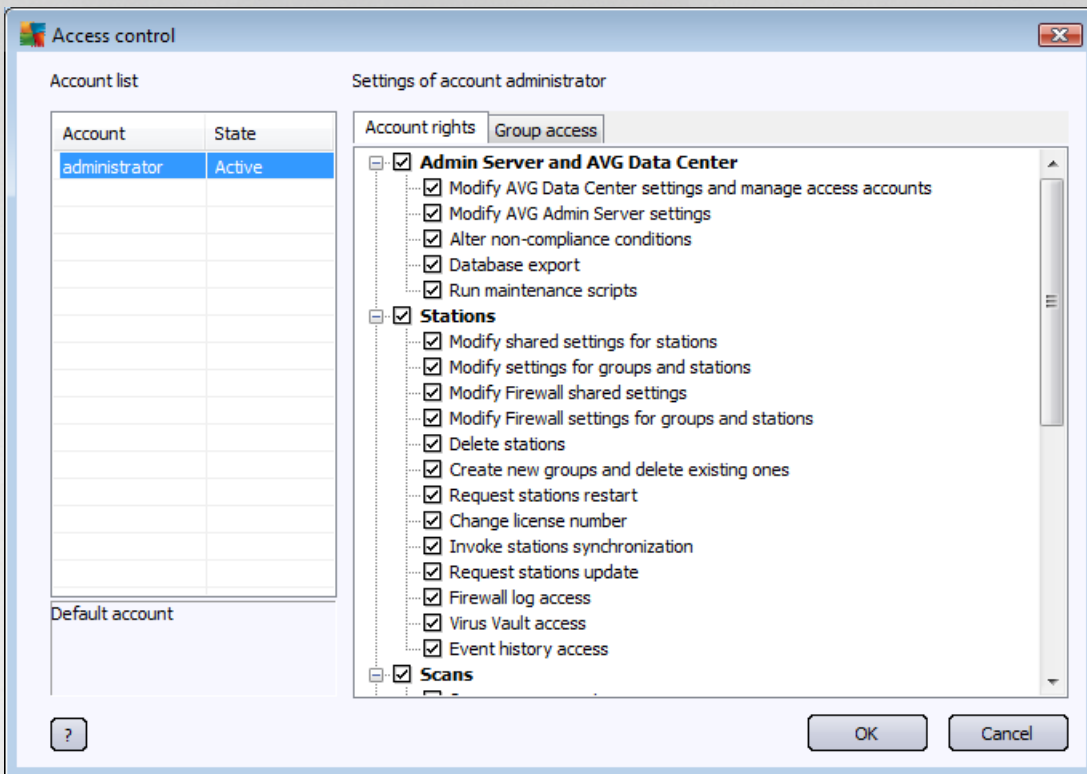 Access control
Account list
Settings of account administrator
Account State
administrator Active
Default account
Account rights Group access
Admin Server and AVG Data Center
Modify AVG Data Center settings and manage access accounts
Modify AVG Admin Server settings
Alter non-compliance conditions
Database export
Run maintenance scripts
Stations
Modify shared settings for stations
Modify settings for groups and stations
Modify Firewall shared settings
Modify Firewall settings for groups and stations
Delete stations
Create new groups and delete existing ones
Request stations restart
Change license number
Invoke stations synchronization
Request stations update
Firewall log access
Virus Vault access
Event history access
Scans
?
OK
Cancel